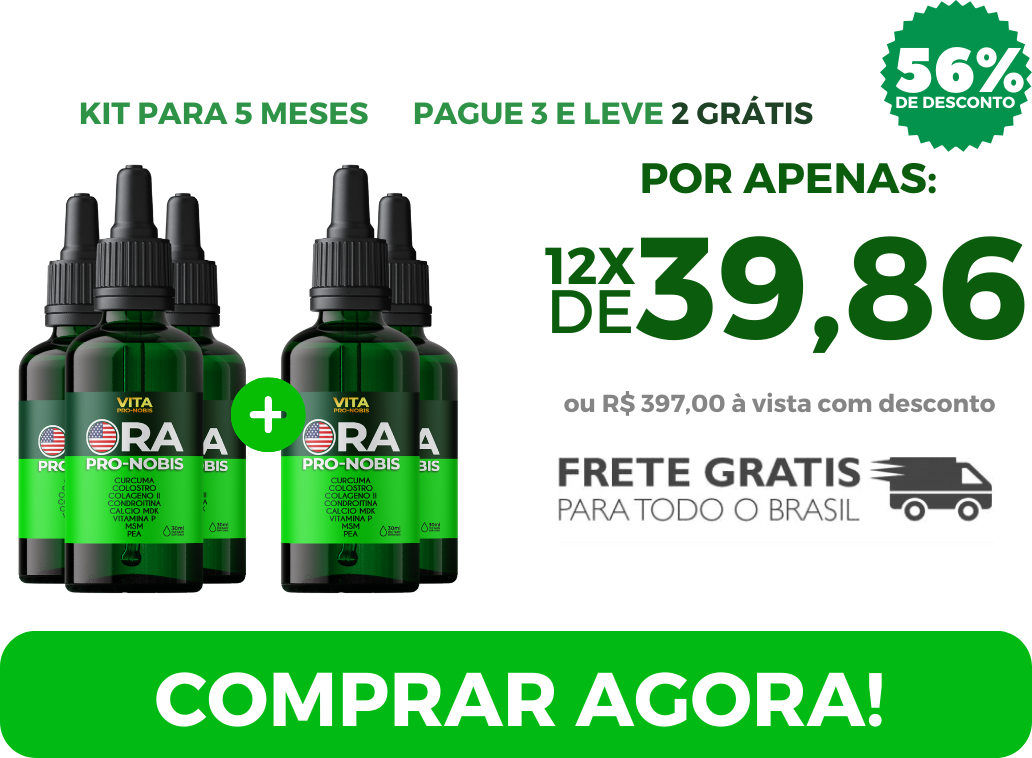 56%
DE DESCONTO
KIT PARA 5 MESES
PAGUE 3 E LEVE 2 GRÁTIS
POR APENAS:
12X
DE
39,86
ou R$ 397,00 à vista com desconto
FRETE GRATIS
PARA TODO O BRASIL
VITA
PRO-NOBIS
ORA
PRO-NOBIS
CURCUMA
COLOSTRO
COLAGENO II
CONDROITINA
CALCIO MDK
VITAMINA P
MSM
PEA
30ml
+
VITA
PRO-NOBIS
ORA
PRO-NOBIS
CURCUMA
COLOSTRO
COLAGENO II
CONDROITINA
CALCIO MDK
VITAMINA P
MSM
PEA
30ml
COMPRAR AGORA!